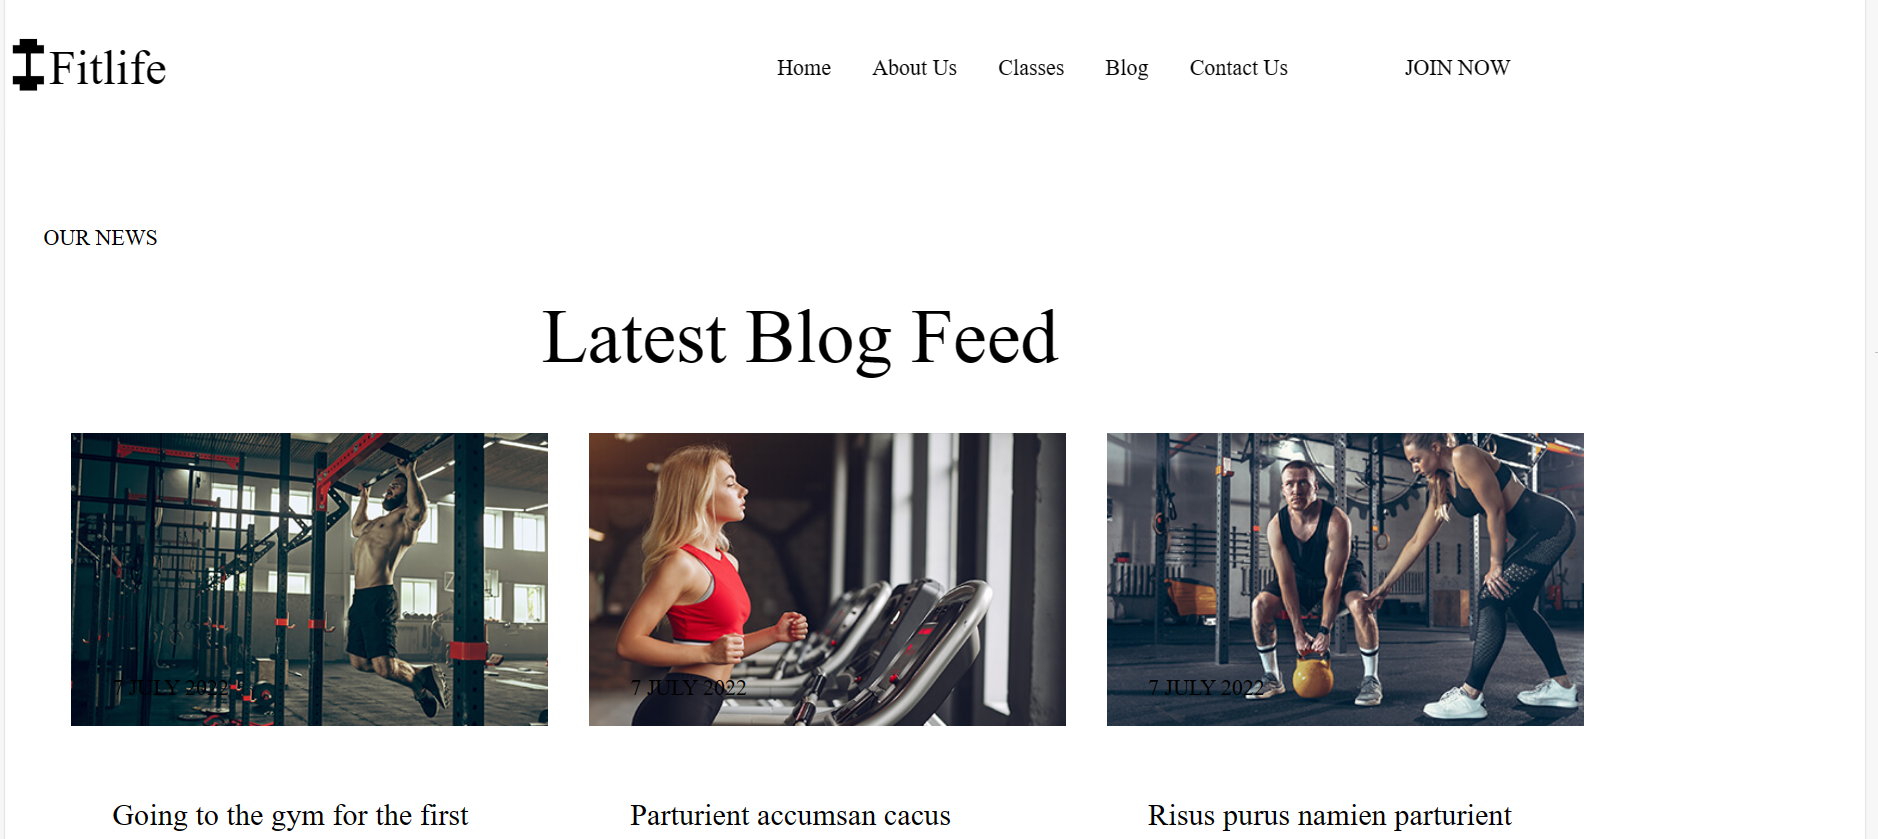 Fitlife
Home About Us Classes Blog Contact Us JOIN NOW
OUR NEWS
Latest Blog Feed
7 JULY 2022
7 JULY 2022
7 JULY 2022
Going to the gym for the first
Parturient accumsan cacus
Risus purus namien parturient